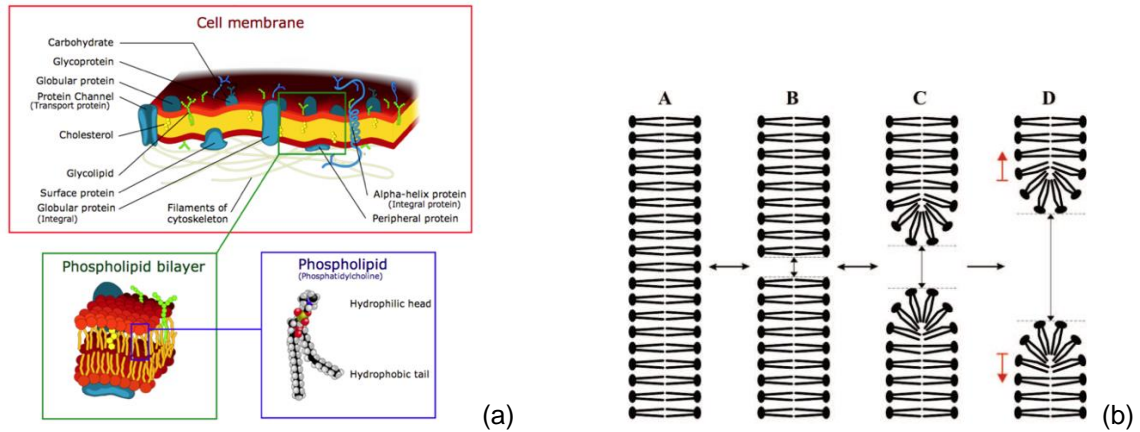 Cell membrane
Carbohydrate
Glycoprotein
Globular protein
Protein Channel
(Transport protein)
Cholesterol
Glycolipid
Surface protein
Globular protein
(Integral)
Filaments of
cytoskeleton
Alpha-helix protein
(Integral protein)
Peripheral protein
Phospholipid bilayer
Phospholipid
(Phosphatidylcholine)
Hydrophilic head
Hydrophobic tail
(a)
A B C D
(b)